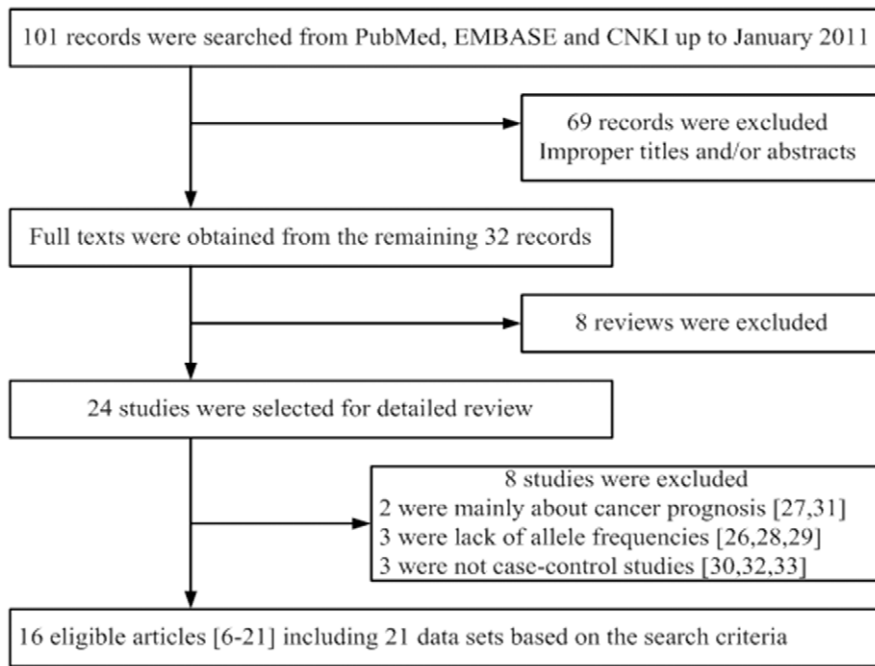 101 records were searched from PubMed, EMBASE and CNKI up to January 2011
69 records were excluded
Improper titles and/or abstracts
Full texts were obtained from the remaining 32 records
8 reviews were excluded
24 studies were selected for detailed review
8 studies were excluded
2 were mainly about cancer prognosis [27,31]
3 were lack of allele frequencies [26,28,29]
3 were not case-control studies [30,32,33]
16 eligible articles [6-21] including 21 data sets based on the search criteria